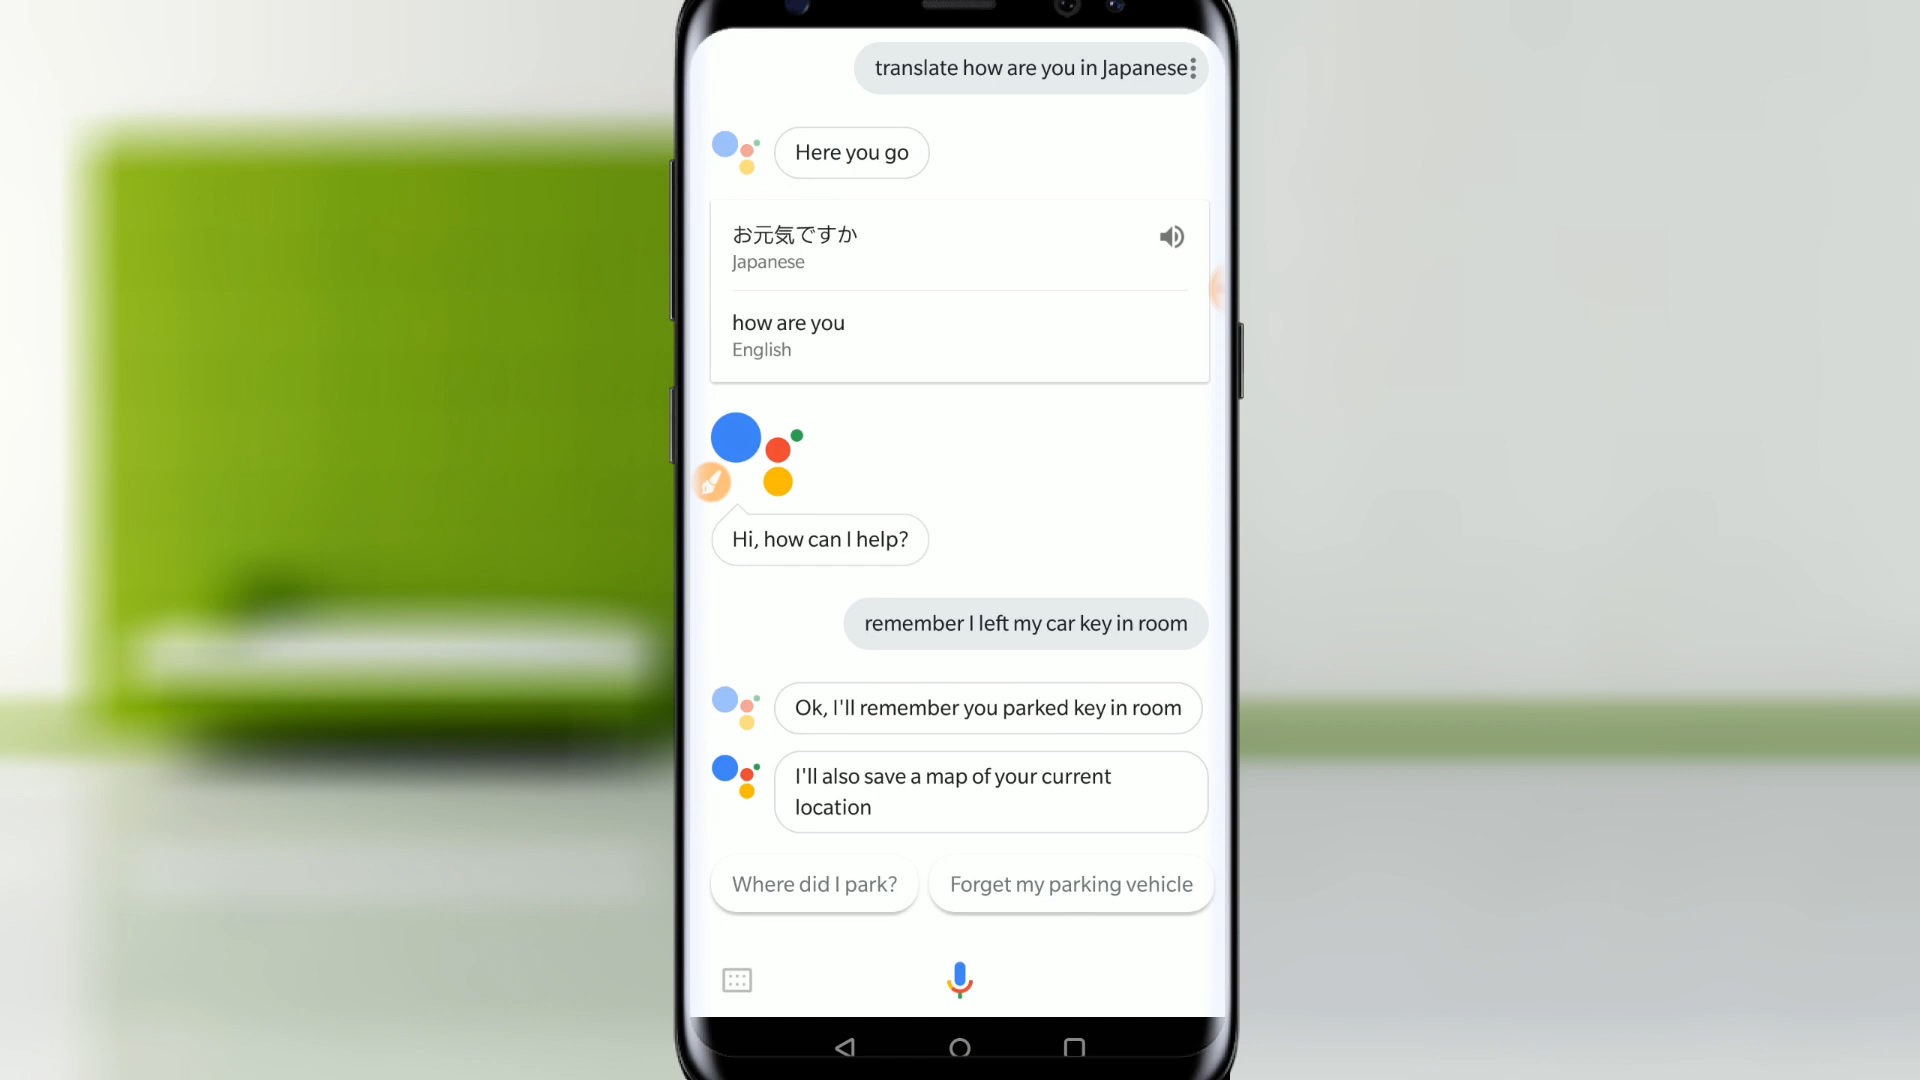 translate how are you in Japanese
Here you go
お元気ですか
Japanese
how are you
English
Hi, how can I help?
remember I left my car key in room
Ok, I'll remember you parked key in room
I'll also save a map of your current
location
Where did I park?
Forget my parking vehicle